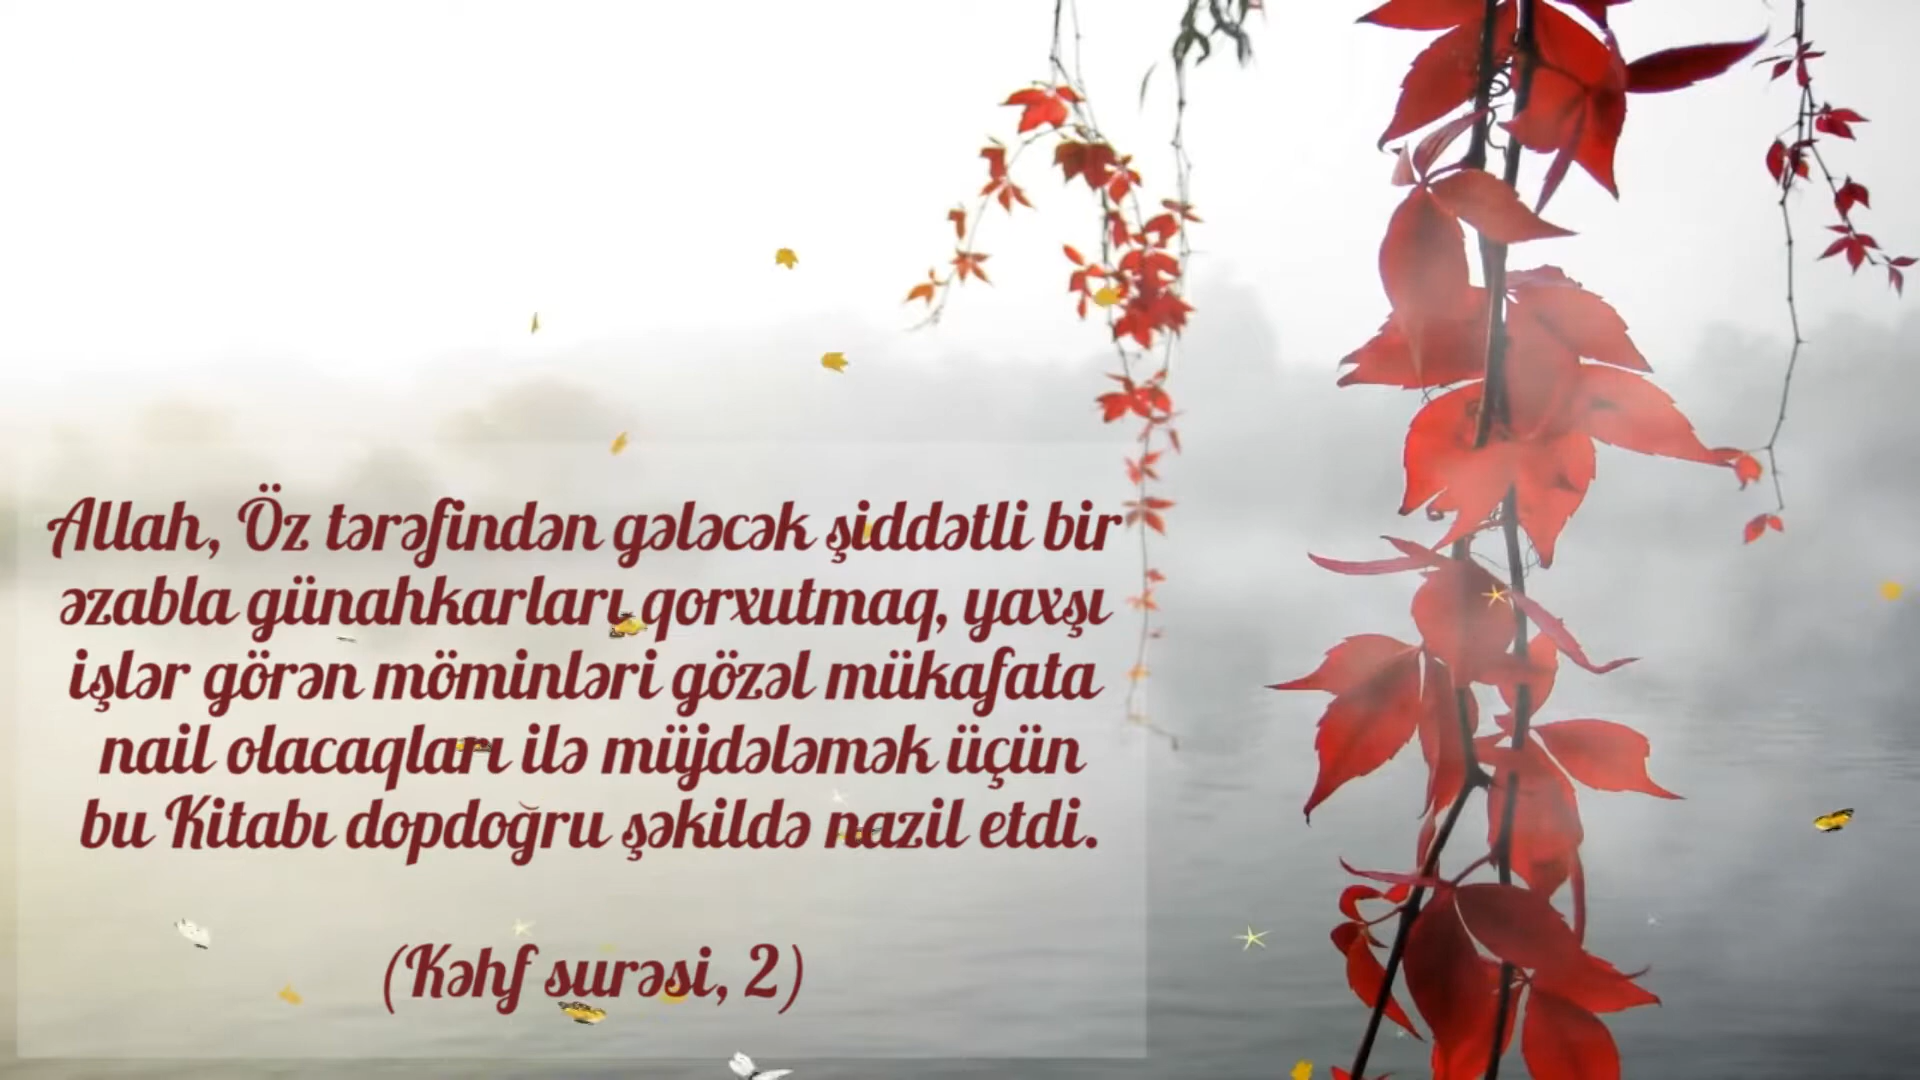 Allah, Öz tərəfindən gələcək şiddətli bir
əzabla günahkarları qorxutmaq, yaxşı
işlər görən möminləri gözəl mükafata
nail olacaqları ilə müjdələmək üçün
bu Kitabı dopdoğru şəkildə nazil etdi.
(Kəhf surəsi, 2)